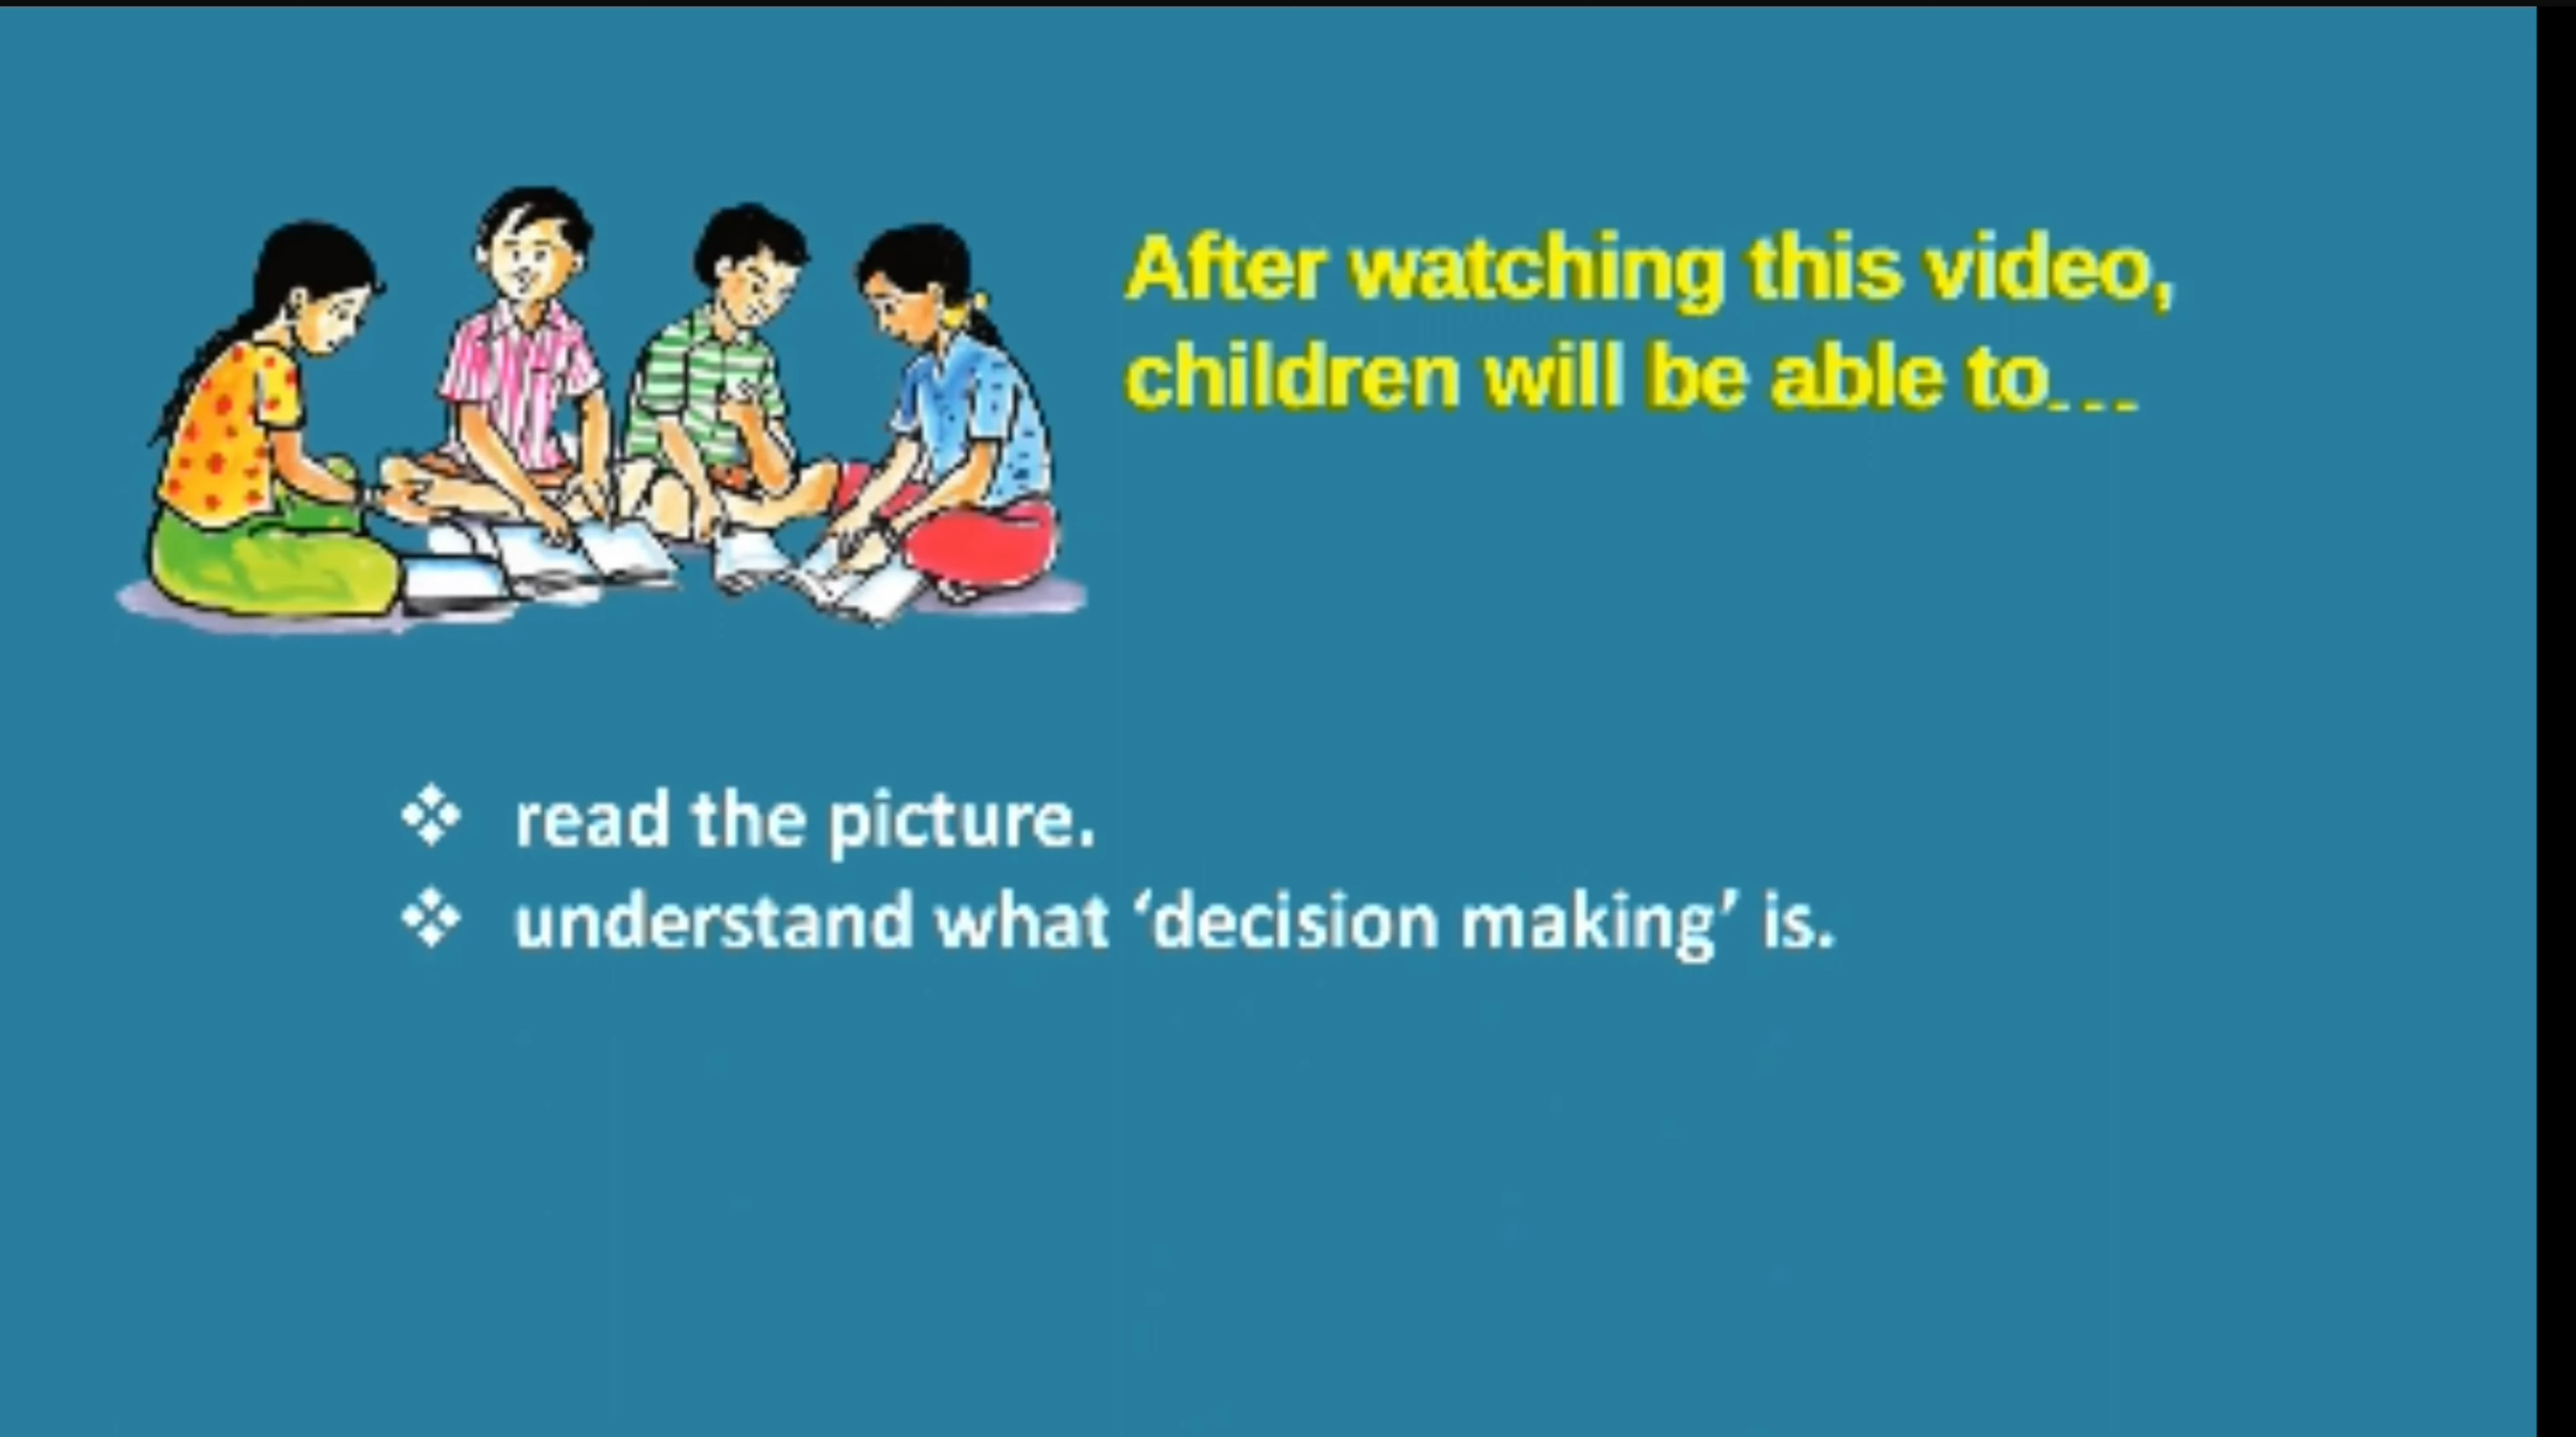 After watching this video,
children will be able to...
❖ read the picture.
❖ understand what ‘decision making’ is.